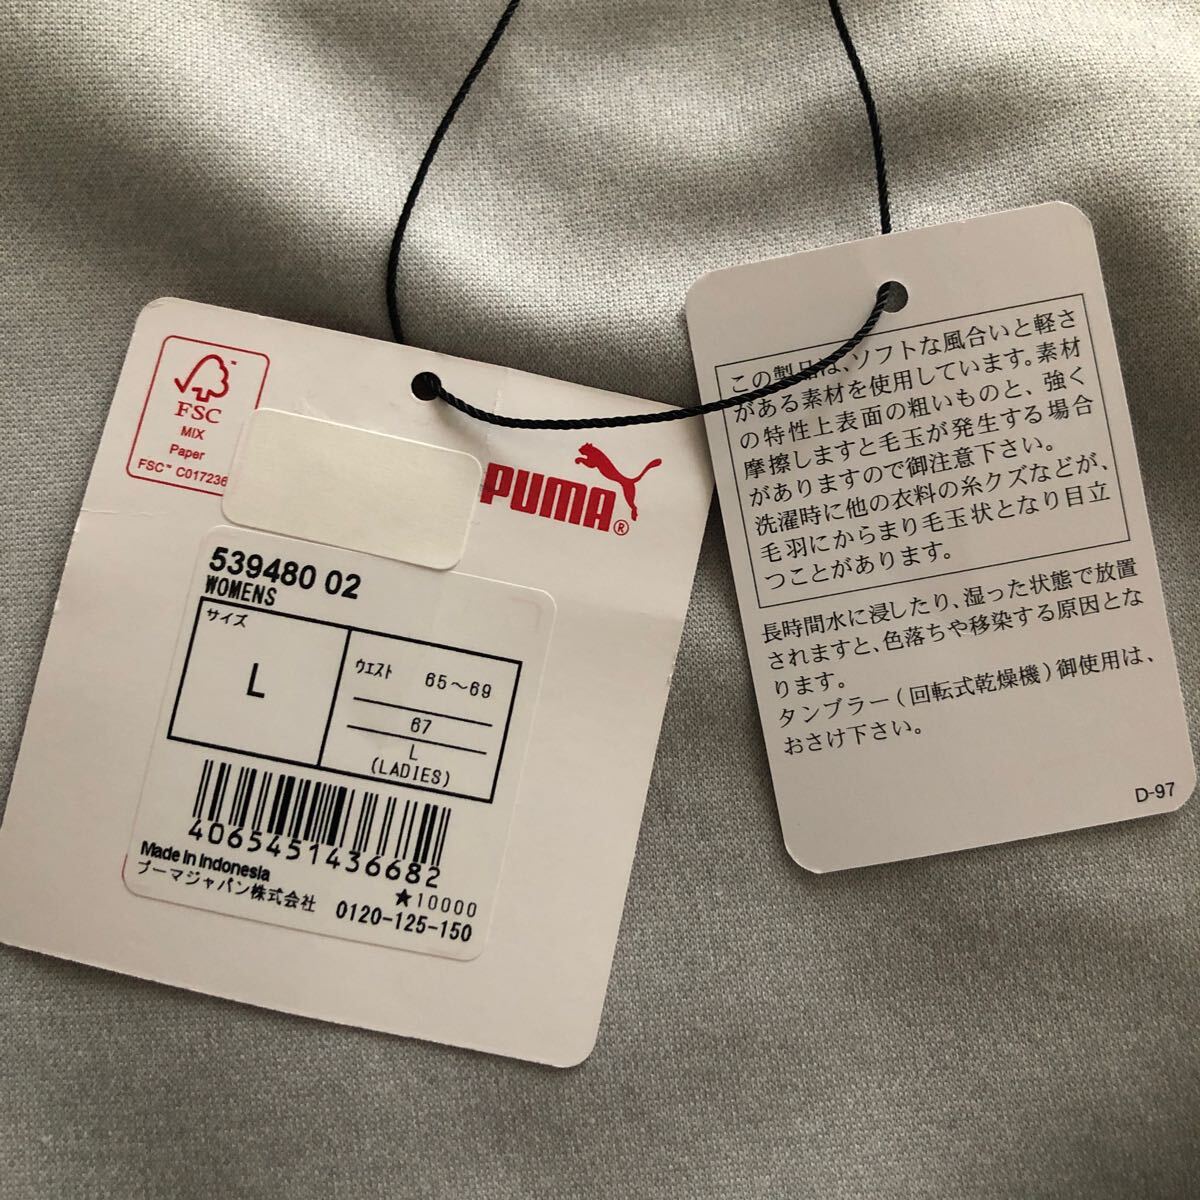 FSC™
MIX
Paper
FSC™ C017236
PUMA®
539480 02
WOMENS
サイズ
L
ウエスト 65～69
67
L
(LADIES)
4065451436682
Made in Indonesia
★10000
プーマジャパン株式会社 0120-125-150
この製品は、ソフトな風合いと軽さ
がある素材を使用しています。素材
の特性上表面の粗いものと、強く
摩擦しますと毛玉が発生する場合
がありますので御注意下さい。
洗濯時に他の衣料の糸クズなどが、
毛羽にからまり毛玉状となり目立
つことがあります。
長時間水に浸したり、湿った状態で放置
されますと、色落ちや移染する原因とな
ります。
タンブラー(回転式乾燥機)御使用は、
おさけ下さい。
D-97